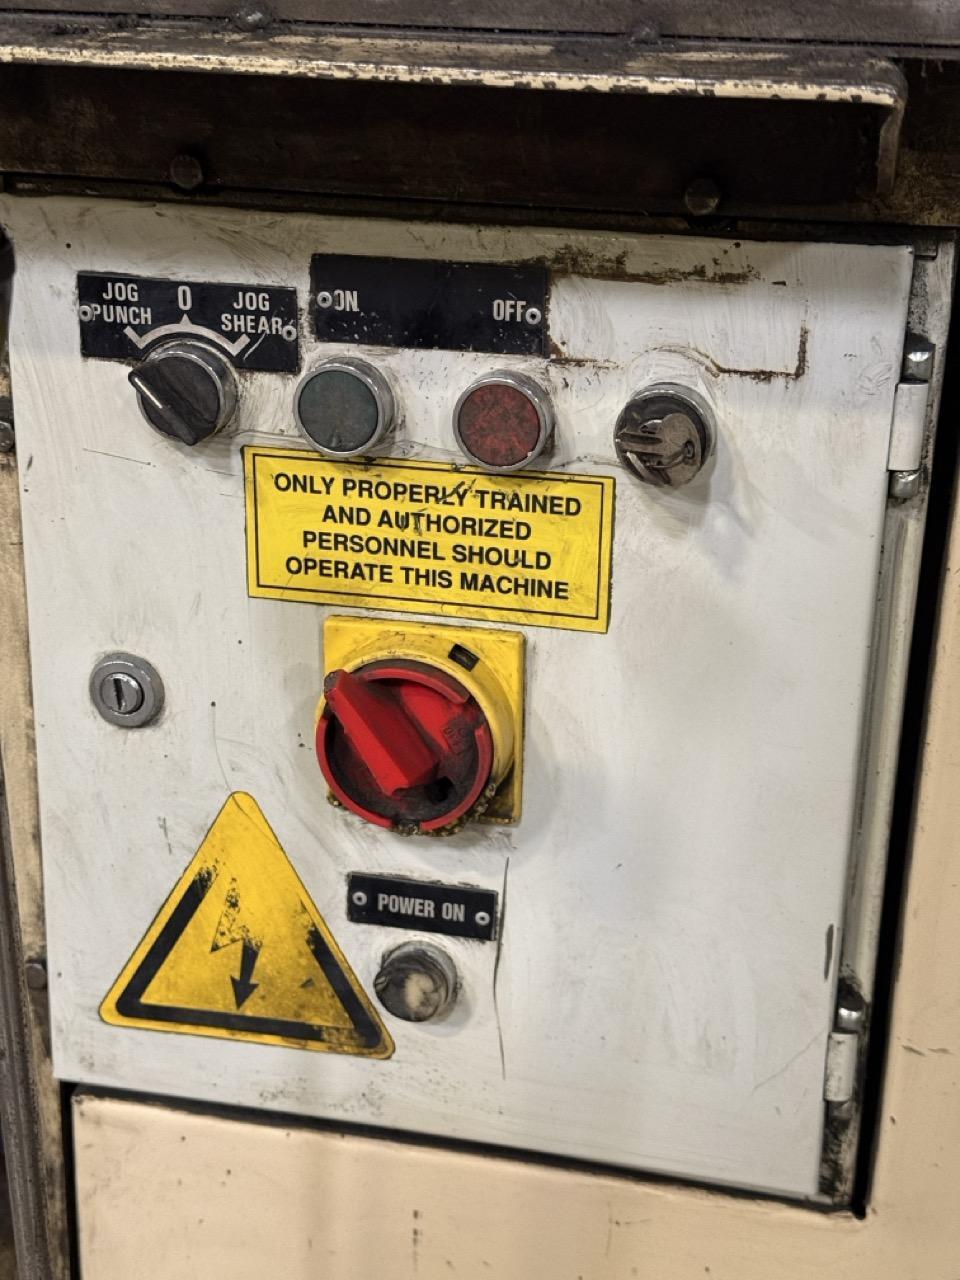 JOG
PUNCH
0
JOG
SHEAR
ON
OFF
ONLY PROPERLY TRAINED
AND AUTHORIZED
PERSONNEL SHOULD
OPERATE THIS MACHINE
POWER ON